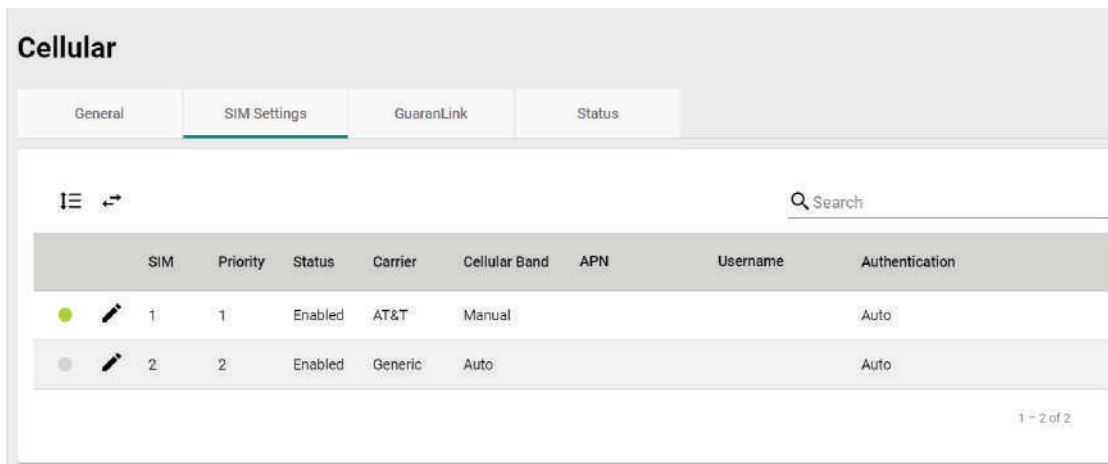 Cellular
General SIM Settings GuaranLink Status
Search
SIM Priority Status Carrier Cellular Band APN Username Authentication
1 1 Enabled AT&T Manual Auto
2 2 Enabled Generic Auto Auto
1 – 2 of 2